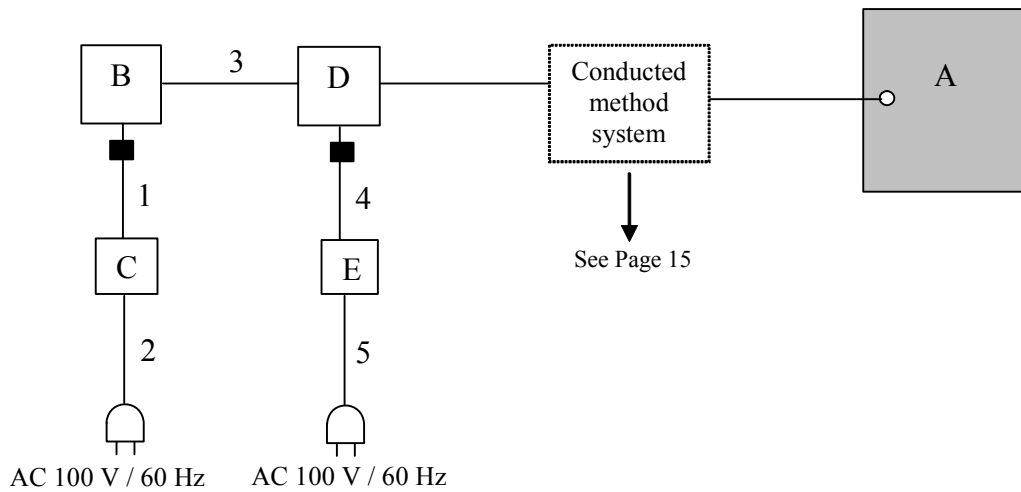 B
3
D
Conducted
method
system
A
1
4
See Page 15
C
E
2
5
AC 100 V / 60 Hz
AC 100 V / 60 Hz